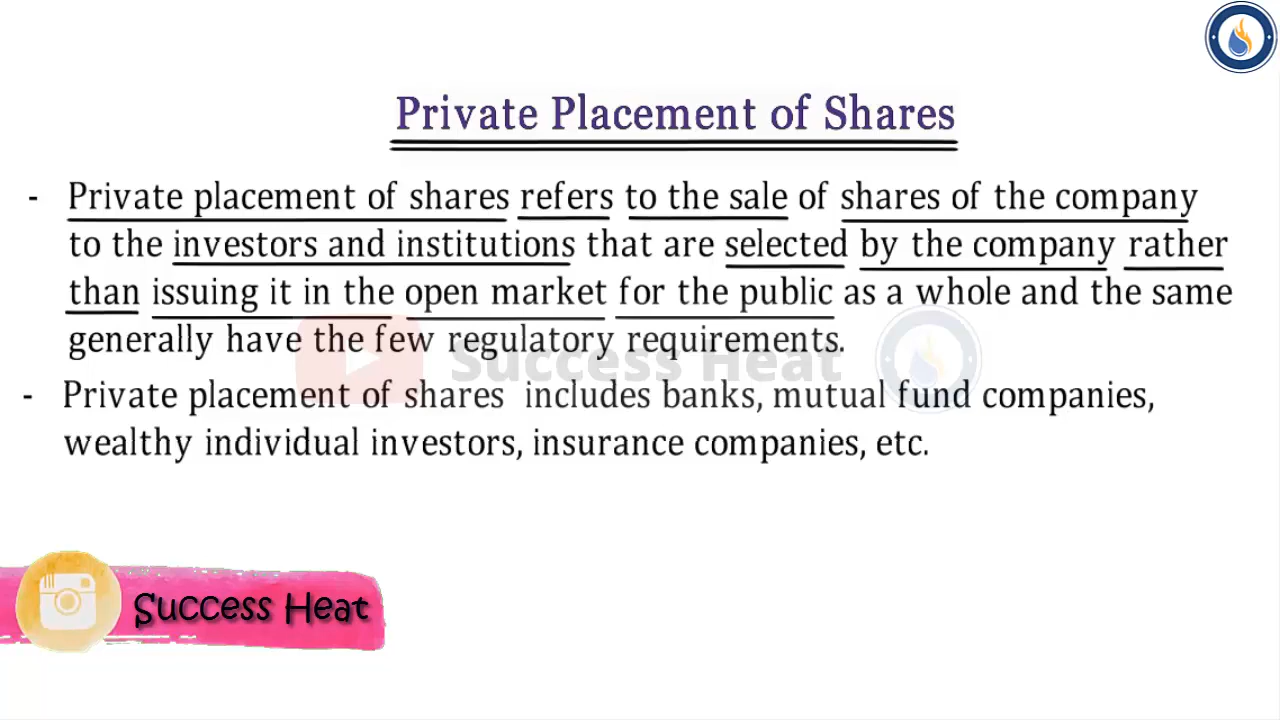 Private Placement of Shares
- Private placement of shares refers to the sale of shares of the company
to the investors and institutions that are selected by the company rather
than issuing it in the open market for the public as a whole and the same
generally have the few regulatory requirements.
Success Heat
- Private placement of shares includes banks, mutual fund companies,
wealthy individual investors, insurance companies, etc.
Success Heat